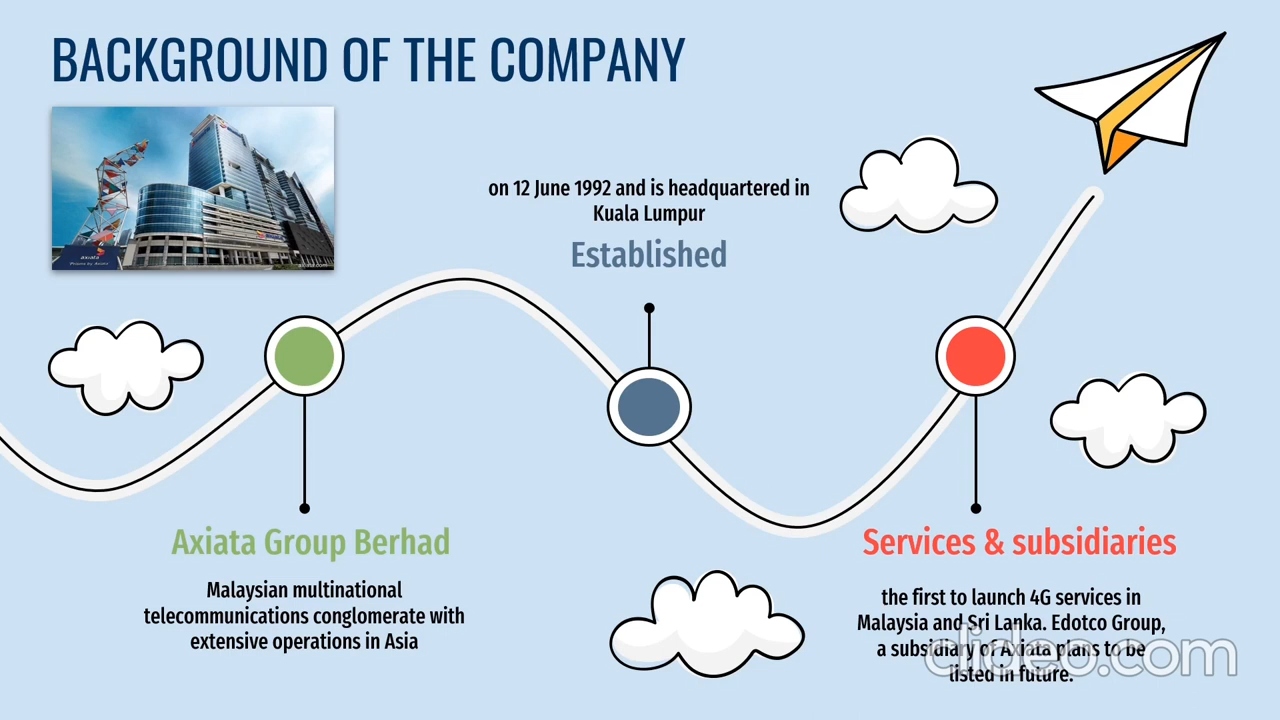 BACKGROUND OF THE COMPANY
axiata
on 12 June 1992 and is headquartered in
Kuala Lumpur
Established
Axiata Group Berhad
Malaysian multinational
telecommunications conglomerate with
extensive operations in Asia
Services & subsidiaries
the first to launch 4G services in
Malaysia and Sri Lanka. Edotco Group,
a subsidiary of Axiata plans to be
listed in future.
clideo.com